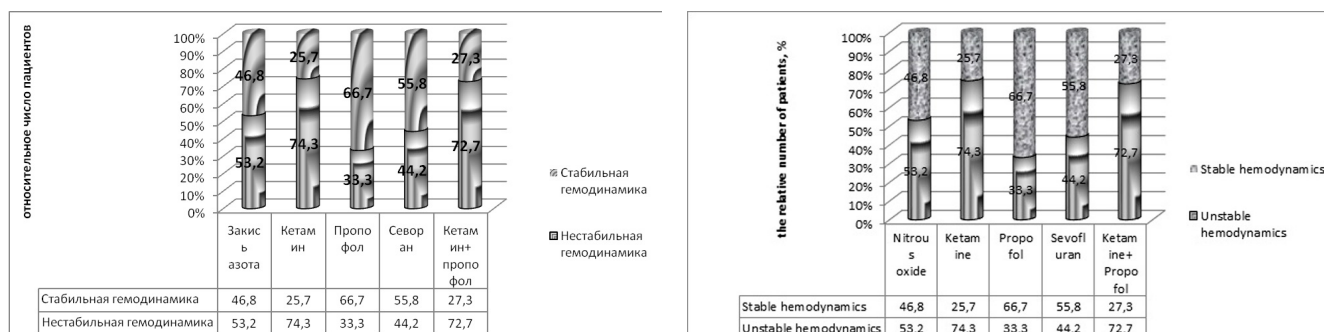 относительное число пациентов
100%
90%
80%
70%
60%
50%
40%
30%
20%
10%
0%
46,8 25,7 66,7 55,8 27,3
53,2 74,3 33,3 44,2 72,7
Стабильная
гемодинамика
Нестабильная
гемодинамика
Закис Кетам Пропо Севор Кетам
ь ин фол ан ин+
азота пропо
фол
Стабильная гемодинамика 46,8 25,7 66,7 55,8 27,3
Нестабильная гемодинамика 53,2 74,3 33,3 44,2 72,7
the relative number of patients, %
100%
90%
80%
70%
60%
50%
40%
30%
20%
10%
0%
46,8 25,7 66,7 55,8 27,3
53,2 74,3 33,3 44,2 72,7
Stable hemodynamics
Unstable
hemodynamics
Nitrou Ketam Propo Sevofl Ketam
s ine fol uran ine+
oxide Propo
fol
Stable hemodynamics 46,8 25,7 66,7 55,8 27,3
Unstable hemodynamics 53,2 74,3 33,3 44,2 72,7